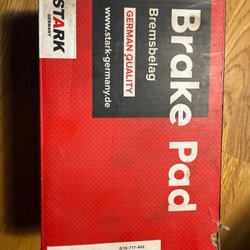 STARK
GERMANY
Brake Pad
Bremsbelag
GERMAN QUALITY
www.stark-germany.de